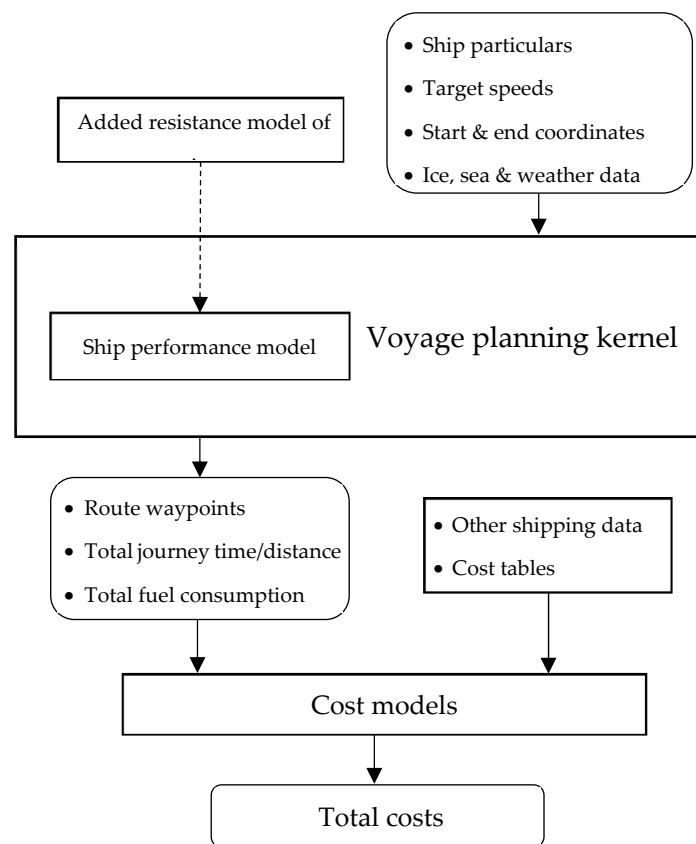 • Ship particulars
• Target speeds
• Start & end coordinates
• Ice, sea & weather data
Added resistance model of
Ship performance model
Voyage planning kernel
• Route waypoints
• Total journey time/distance
• Total fuel consumption
• Other shipping data
• Cost tables
Cost models
Total costs